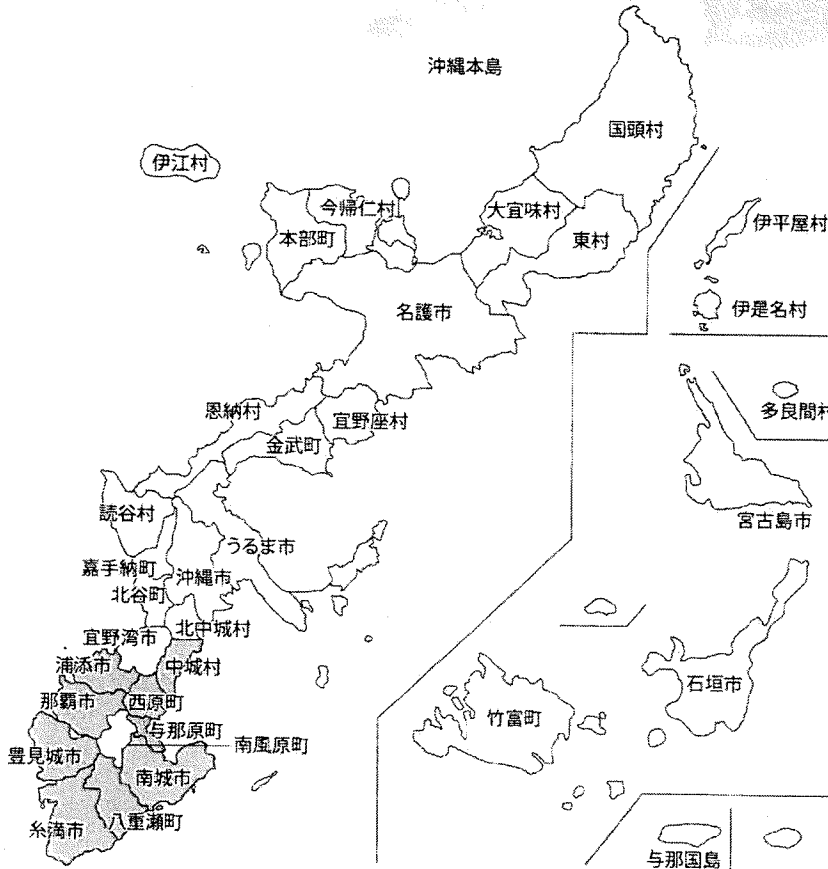 沖縄本島
国頭村
伊江村
今帰仁村
大宜味村
本部町
東村
伊平屋村
名護市
伊是名村
恩納村
宜野座村
多良間村
金武町
読谷村
宮古島市
うるま市
嘉手納町
沖縄市
北谷町
北中城村
宜野湾市
浦添市
中城村
石垣市
那覇市
西原町
竹富町
与那原町
南風原町
豊見城市
南城市
糸満市
八重瀬町
与那国島